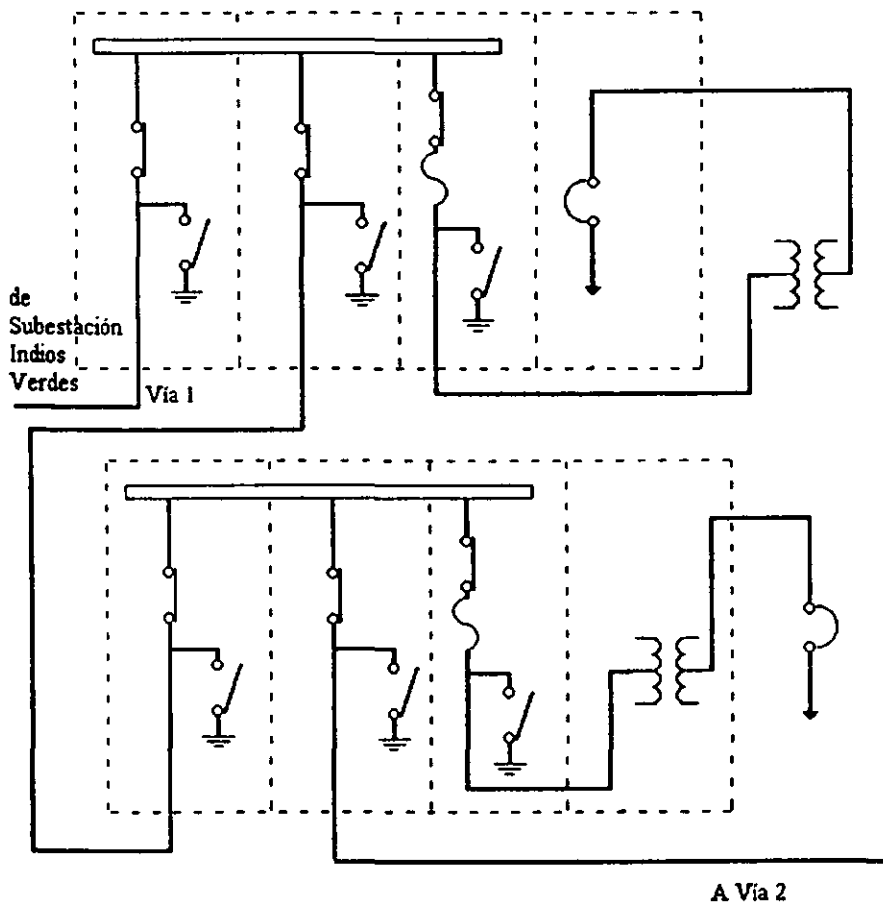 de
Subestación
Indios
Verdes
Vía 1
A Vía 2